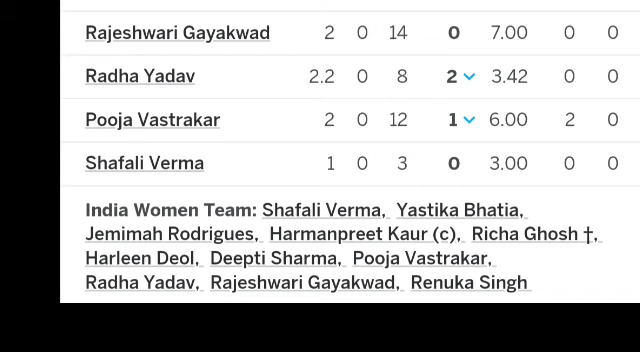 Rajeshwari Gayakwad 2 0 14 0 7.00 0 0
Radha Yadav 2.2 0 8 2 3.42 0 0
Pooja Vastrakar 2 0 12 1 6.00 2 0
Shafali Verma 1 0 3 0 3.00 0 0
India Women Team: Shafali Verma, Yastika Bhatia,
Jemimah Rodrigues, Harmanpreet Kaur (c), Richa Ghosh †,
Harleen Deol, Deepti Sharma, Pooja Vastrakar,
Radha Yadav, Rajeshwari Gayakwad, Renuka Singh